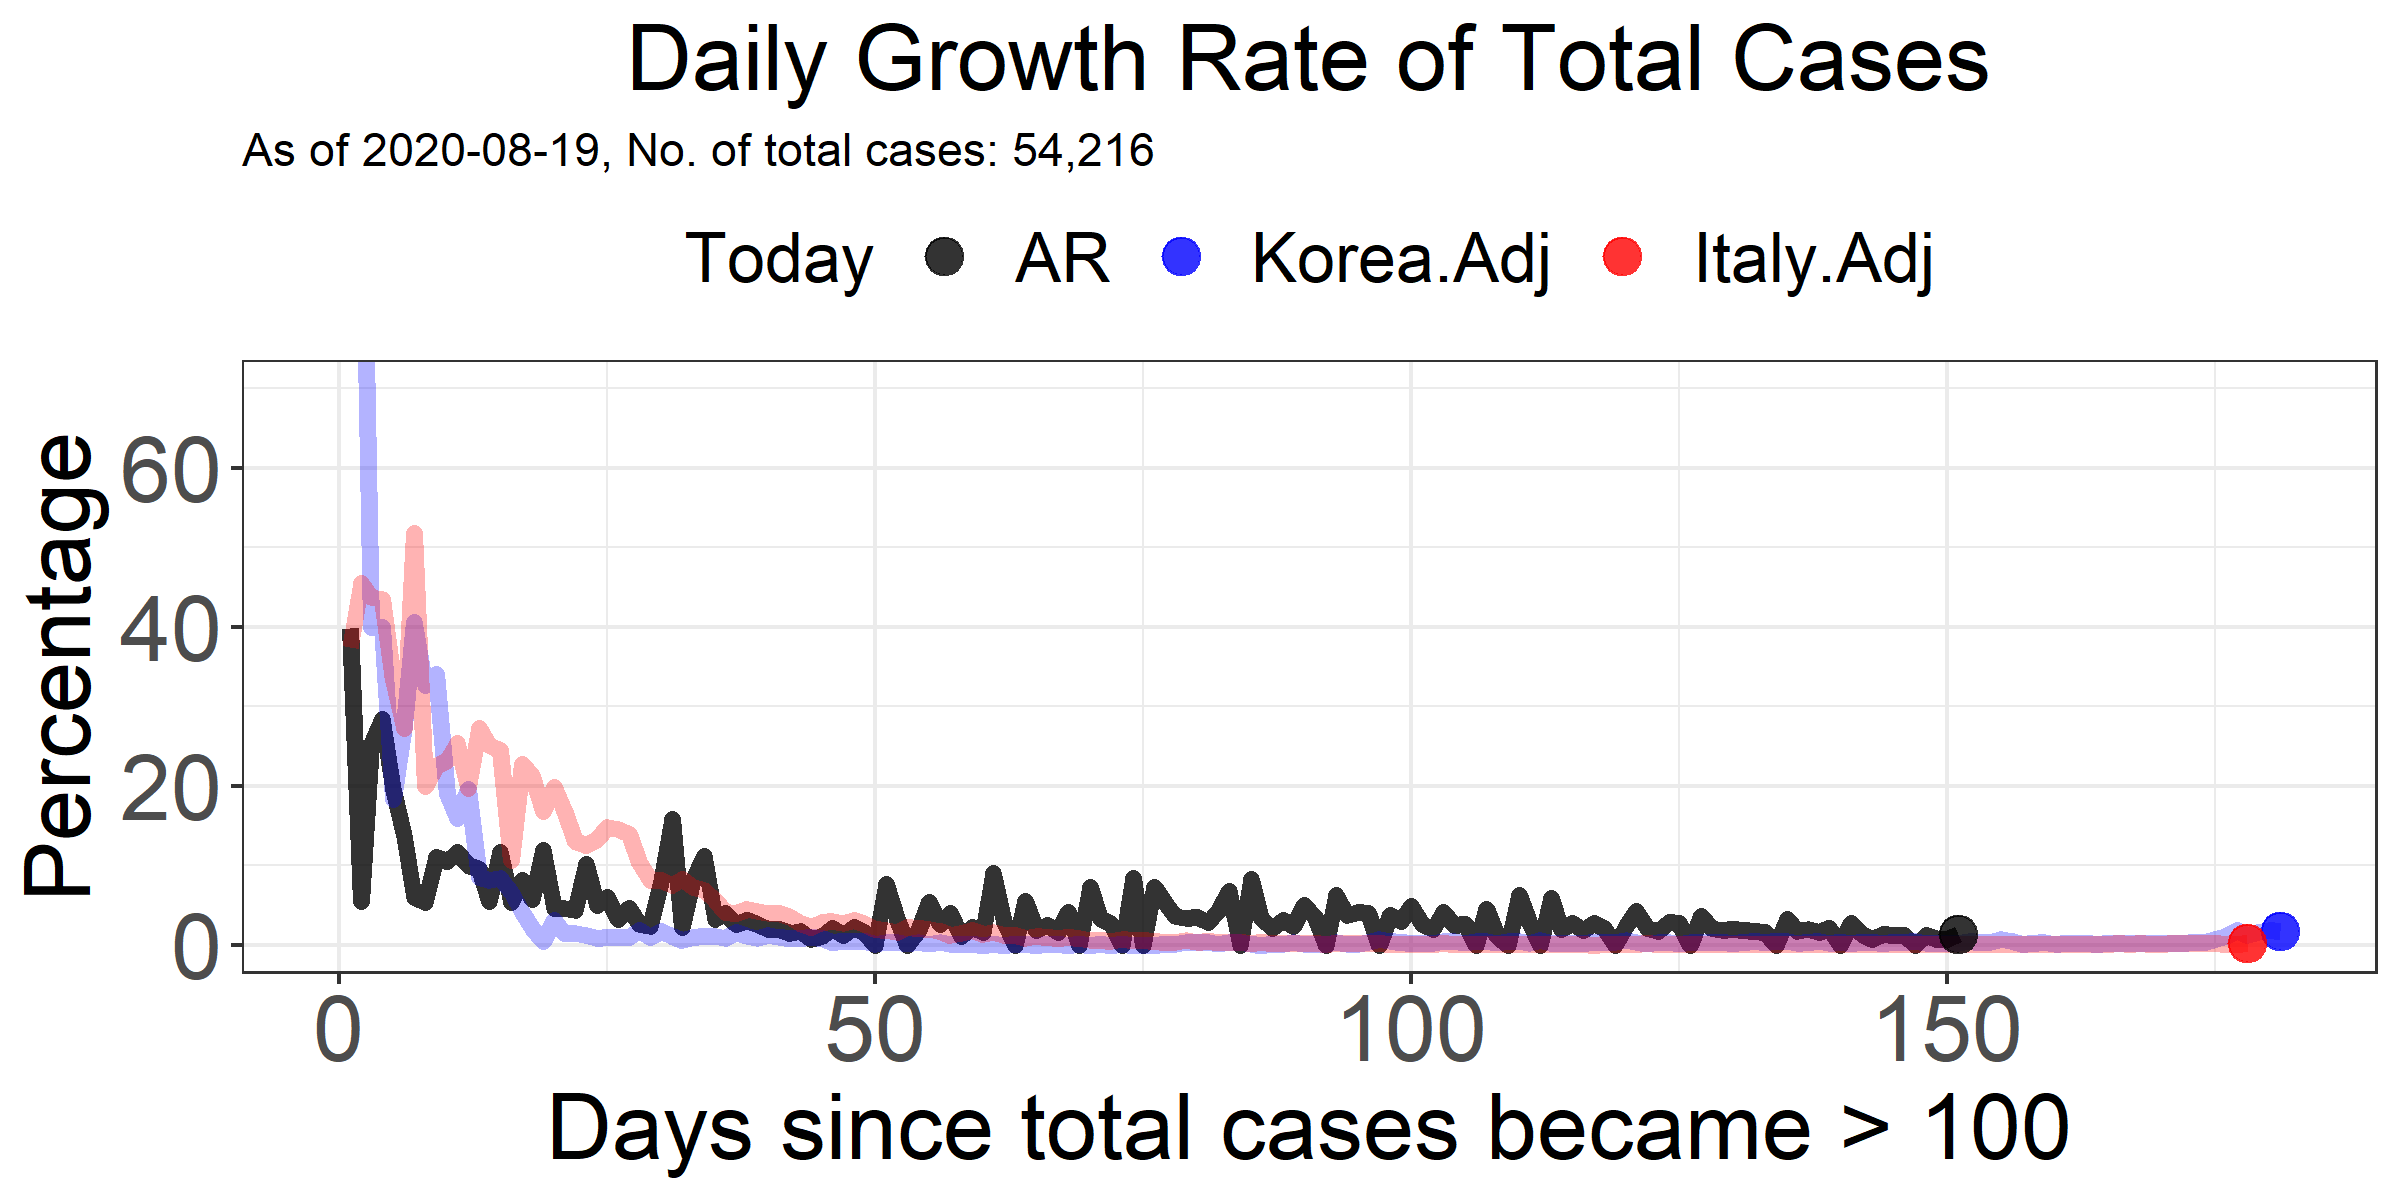 Daily Growth Rate of Total Cases
As of 2020-08-19, No. of total cases: 54,216
Today AR Korea.Adj Italy.Adj
Percentage
60
40
20
0
0 50 100 150
Days since total cases became > 100